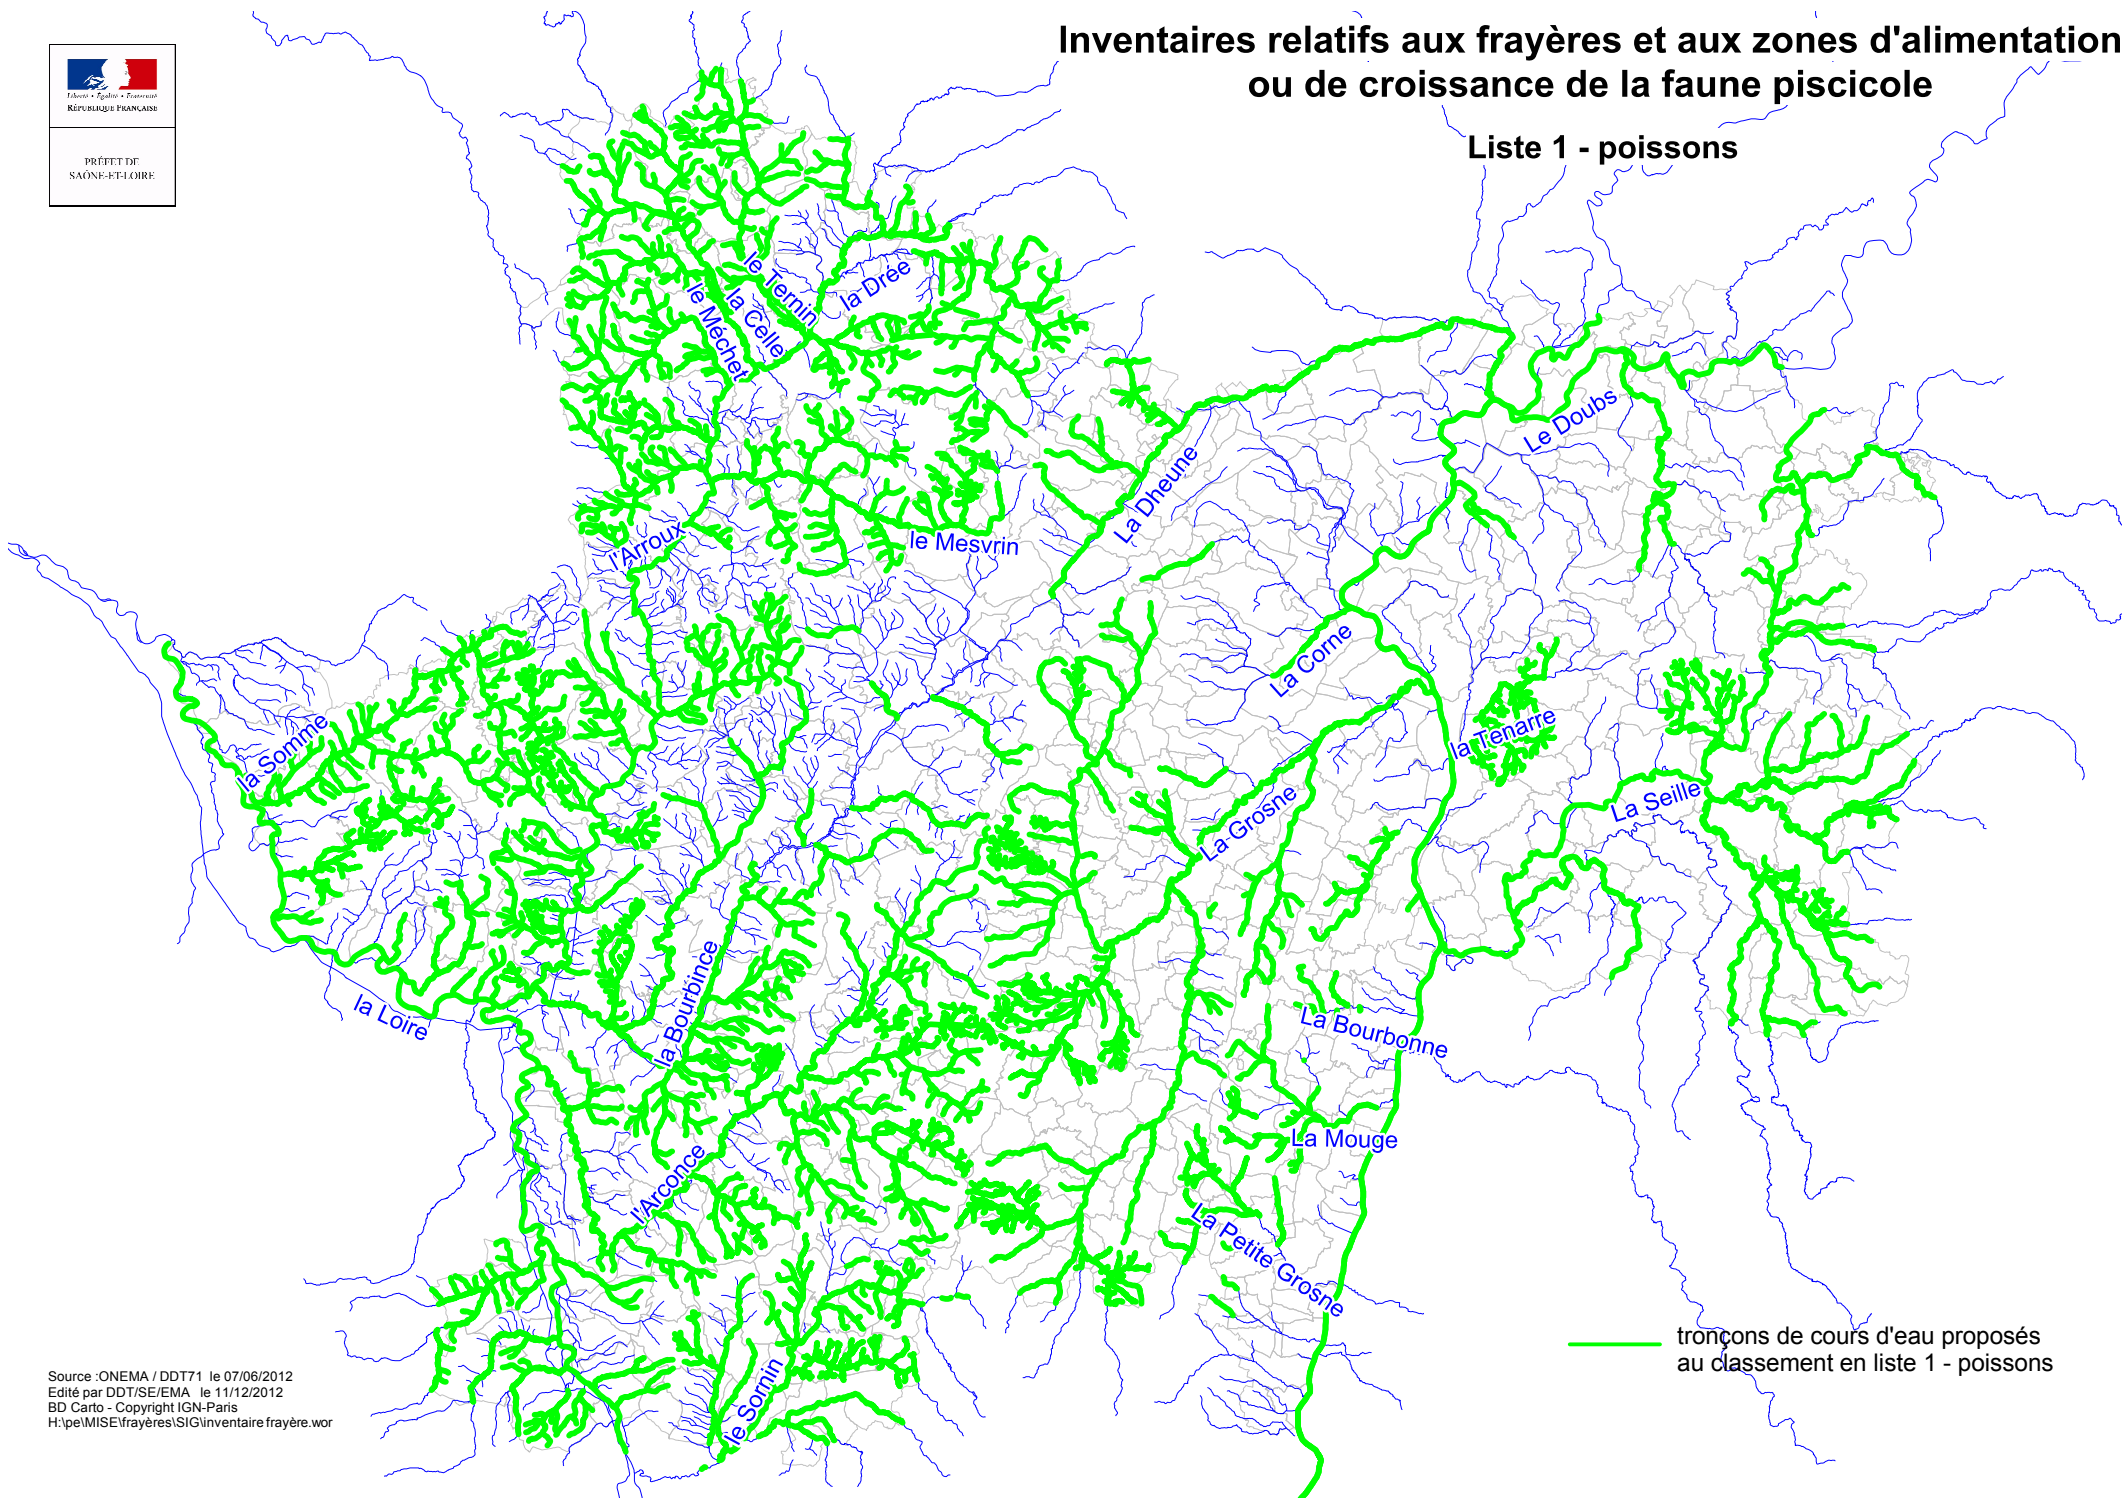 Inventaires relatifs aux frayères et aux zones d'alimentation
ou de croissance de la faune piscicole
Liste 1 - poissons
Liberté • Égalité • Fraternité
RÉPUBLIQUE FRANÇAISE
PRÉFET DE
SAÔNE-ET-LOIRE
le Ternin
la Drée
la Celle
le Méchet
Le Doubs
La Dheune
le Mesvrin
l'Arroux
La Corne
la Somme
la Ténarre
La Seille
La Grosne
la Bourbince
la Loire
La Bourbonne
La Mouge
l'Arconce
La Petite Grosne
le Sornin
tronçons de cours d'eau proposés
au classement en liste 1 - poissons
Source :ONEMA / DDT71 le 07/06/2012
Edité par DDT/SE/EMA le 11/12/2012
BD Carto - Copyright IGN-Paris
H:\pe\MISE\frayères\SIG\inventaire frayère.wor